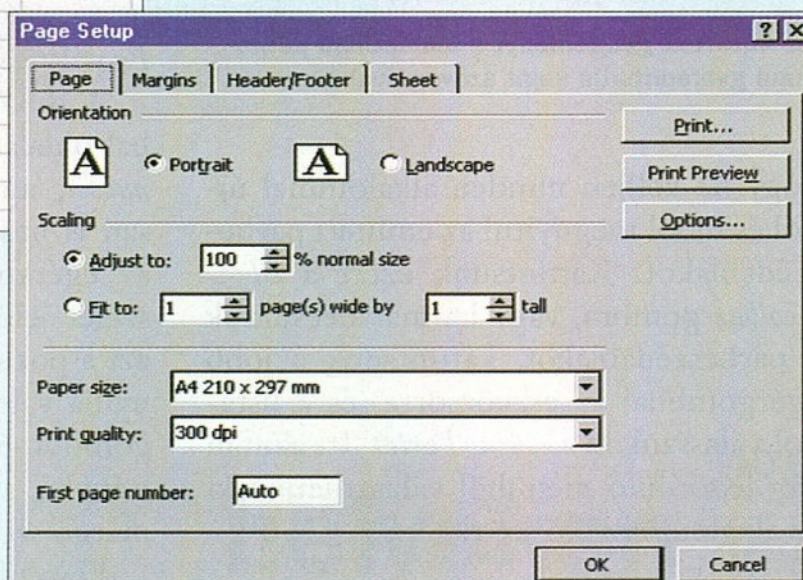 Page Setup
Page Margins Header/Footer Sheet
Orientation
A Portrait A Landscape
Print...
Print Preview
Options...
Scaling
Adjust to: 100 % normal size
Fit to: 1 page(s) wide by 1 tall
Paper size: A4 210 x 297 mm
Print quality: 300 dpi
First page number: Auto
OK Cancel